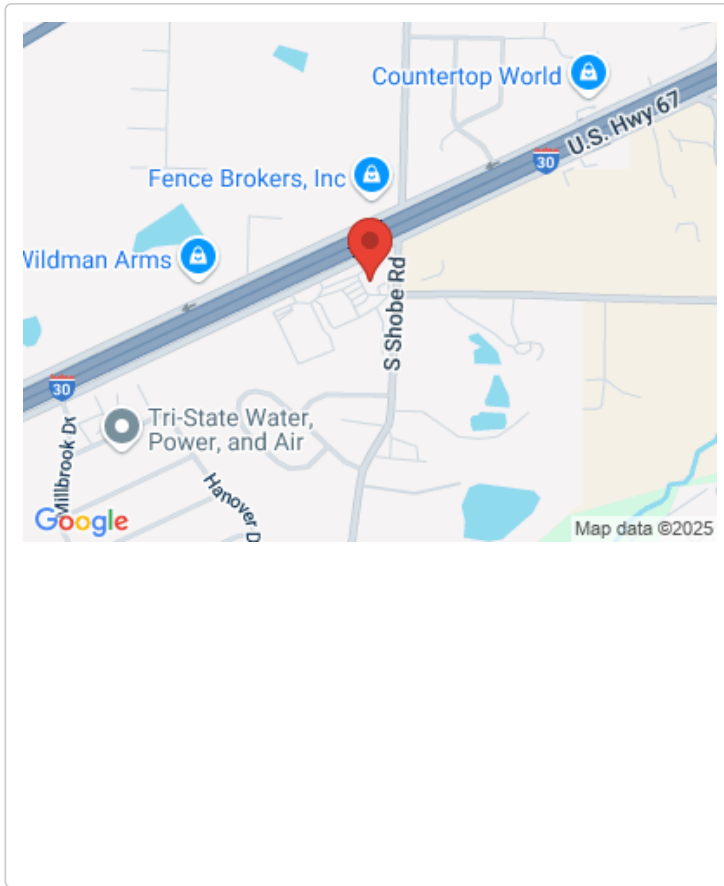 Countertop World
U.S. Hwy 67
30
Fence Brokers, Inc
Wildman Arms
S Shobe Rd
30
Tri-State Water,
Power, and Air
Millbrook Dr
Hanover D
Google
Map data ©2025